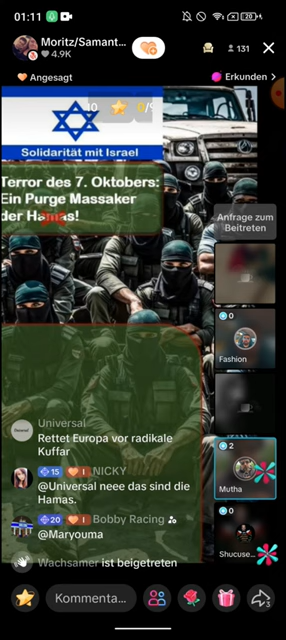 01:11
20
Moritz/Samant...
4.9K
131
Angesagt
Erkunden >
Solidarität mit Israel
Terror des 7. Oktobers:
Ein Purge Massaker
der Hamas!
Anfrage zum
Beitreten
0
Fashion
2
Mutha
0
Shucuse...
Universal
Rettet Europa vor radikale
Kuffar
15
I
NICKY
@Universal neee das sind die
Hamas.
20
I
Bobby Racing
@Maryouma
Wachsamer ist beigetreten
Kommenta...
3